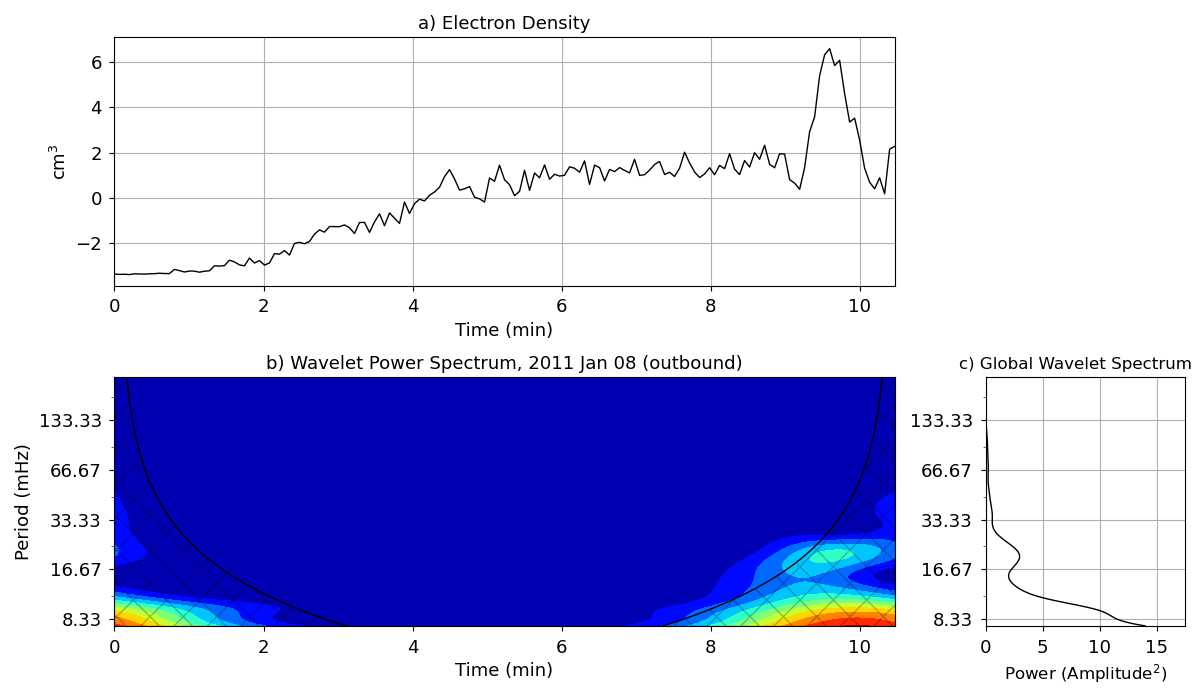 a) Electron Density
6
4
2
0
−2
cm³
0 2 4 6 8 10
Time (min)
b) Wavelet Power Spectrum, 2011 Jan 08 (outbound)
133.33
66.67
33.33
16.67
8.33
Period (mHz)
0 2 4 6 8 10
Time (min)
c) Global Wavelet Spectrum
133.33
66.67
33.33
16.67
8.33
0 5 10 15
Power (Amplitude²)